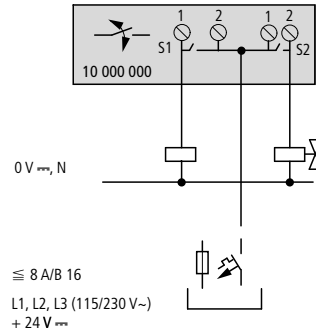 1 2 1 2
S1 S2
10 000 000
0 V ⎓, N
≦ 8 A/B 16
L1, L2, L3 (115/230 V~)
+ 24 V ⎓